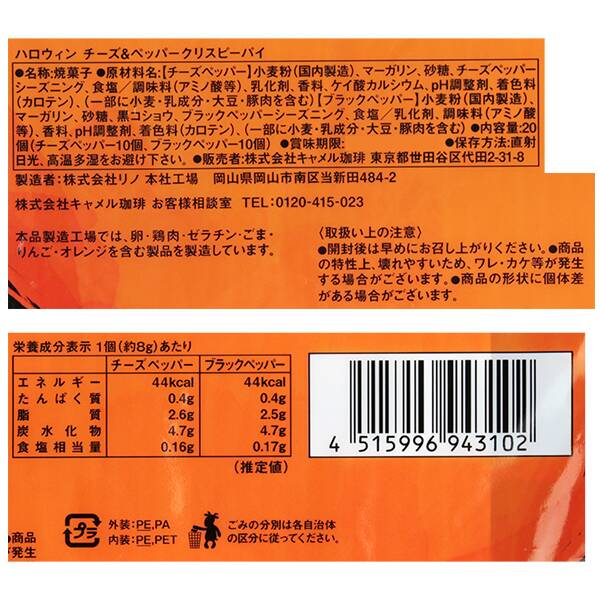 ハロウィン チーズ&ペッパークリスピーパイ
●名称:焼菓子 ●原材料名:【チーズペッパー】小麦粉(国内製造)、マーガリン、砂糖、チーズペッパー
シーズニング、食塩／調味料(アミノ酸等)、乳化剤、香料、ケイ酸カルシウム、pH調整剤、着色料
(カロテン)、(一部に小麦・乳成分・大豆・豚肉を含む)【ブラックペッパー】小麦粉(国内製造)、
マーガリン、砂糖、黒コショウ、ブラックペッパーシーズニング、食塩／乳化剤、調味料(アミノ酸
等)、香料、pH調整剤、着色料(カロテン)、(一部に小麦・乳成分・大豆・豚肉を含む) ●内容量:20
個(チーズペッパー10個、ブラックペッパー10個) ●賞味期限: ●保存方法:直射
日光、高温多湿をお避け下さい。 ●販売者:株式会社キャメル珈琲 東京都世田谷区代田2-31-8
製造者:株式会社リノ 本社工場 岡山県岡山市南区当新田484-2
株式会社キャメル珈琲 お客様相談室 TEL:0120-415-023
本品製造工場では、卵・鶏肉・ゼラチン・ごま・
りんご・オレンジを含む製品を製造しています。
〈取扱い上の注意〉
●開封後は早めにお召し上がりください。 ●商品
の特性上、壊れやすいため、ワレ・カケ等が発生
する場合がございます。 ●商品の形状に個体差
がある場合がございます。
栄養成分表示 1個(約8g)あたり
チーズペッパー ブラックペッパー
エネルギー 44kcal 44kcal
たんぱく質 0.4g 0.4g
脂質 2.6g 2.5g
炭水化物 4.7g 4.7g
食塩相当量 0.16g 0.17g
(推定値)
4 515996 943102
●商品
が発生
プラ
外装:PE,PA
内装:PE,PET
ごみの分別は各自治体
の区分に従ってください。